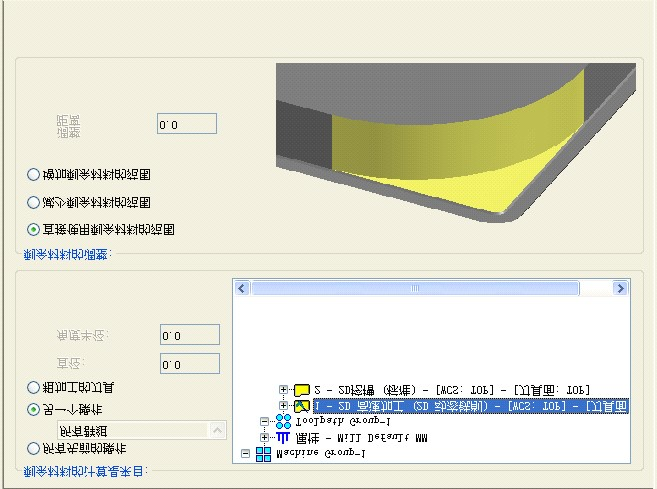 剩余材料的计算是来自:
所有先前的操作
所有群组
另一个操作
粗加工的刀具
直径: 0.0
角度半径: 0.0
Machine Group-1
属性 - Mill Default MM
Toolpath Group-1
1 - 2D 高速加工 (2D 动态铣削) - [WCS: TOP] - [刀具面
2 - 2D挖槽 (标准) - [WCS: TOP] - [刀具面: TOP]
剩余材料的调整:
直接使用剩余材料的范围
减少剩余材料的范围
增加剩余材料的范围
调整
距离 0.0